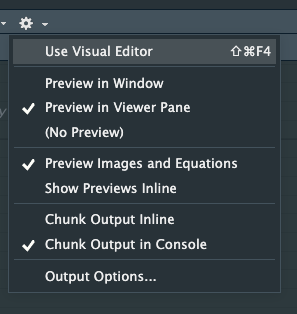 Use Visual Editor ⇧⌘F4
Preview in Window
✓ Preview in Viewer Pane
(No Preview)
✓ Preview Images and Equations
Show Previews Inline
Chunk Output Inline
✓ Chunk Output in Console
Output Options...